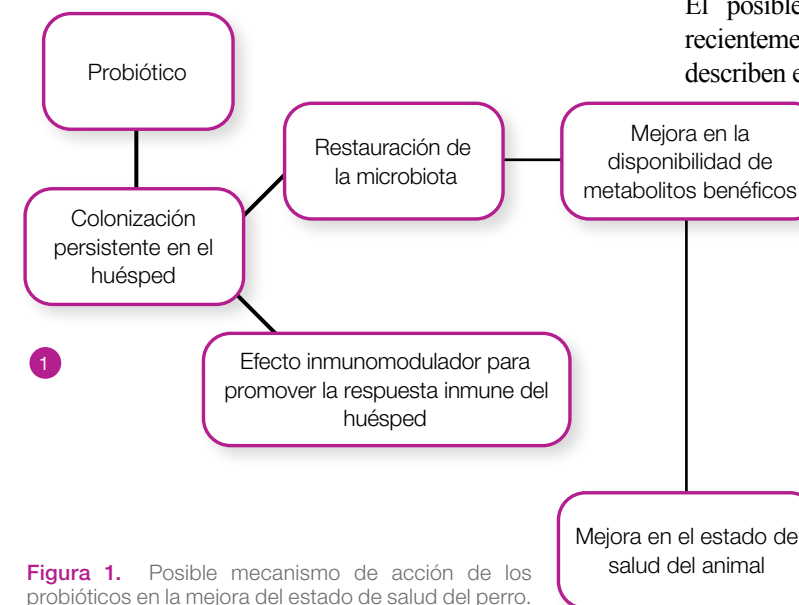 El posible
recienteme
describen e
Probiótico
Restauración de
la microbiota
Mejora en la
disponibilidad de
metabolitos benéficos
Colonización
persistente en el
huésped
1
Efecto inmunomodulador para
promover la respuesta inmune del
huésped
Mejora en el estado de
salud del animal
Figura 1. Posible mecanismo de acción de los
probióticos en la mejora del estado de salud del perro.